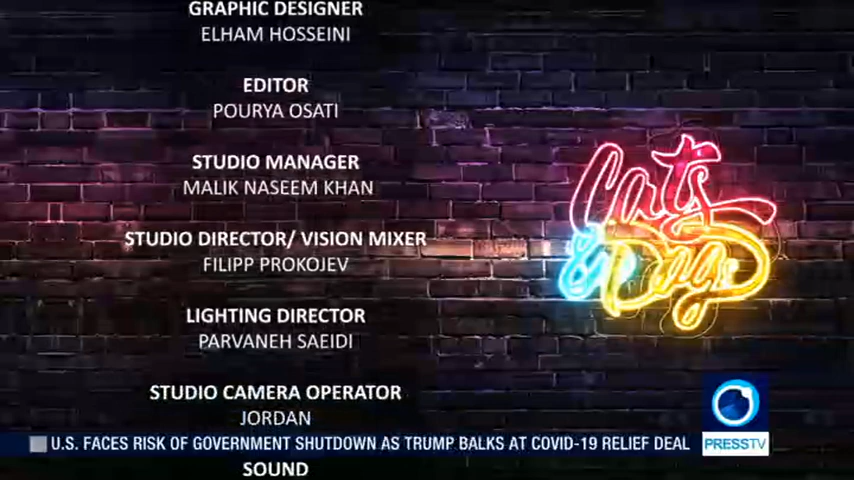 GRAPHIC DESIGNER
ELHAM HOSSEINI
EDITOR
POURYA OSATI
STUDIO MANAGER
MALIK NASEEM KHAN
STUDIO DIRECTOR/ VISION MIXER
FILIPP PROKOJEV
LIGHTING DIRECTOR
PARVANEH SAEIDI
STUDIO CAMERA OPERATOR
JORDAN
Cats
& Dogs
U.S. FACES RISK OF GOVERNMENT SHUTDOWN AS TRUMP BALKS AT COVID-19 RELIEF DEAL
PRESSTV
SOUND